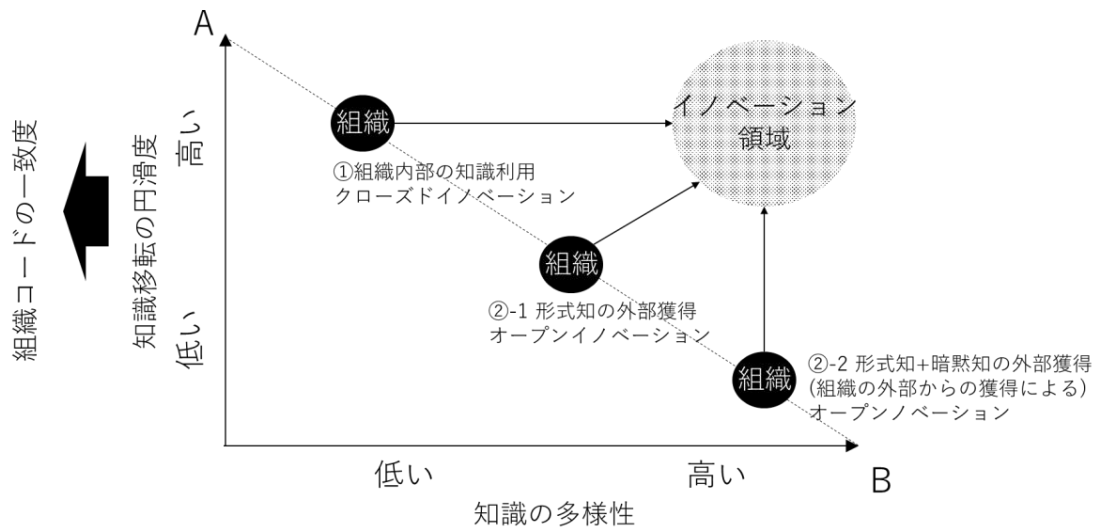 A
組織コードの一致度
知識移転の円滑度
高い
低い
組織
イノベーション
領域
①組織内部の知識利用
クローズドイノベーション
組織
②-1 形式知の外部獲得
オープンイノベーション
組織
②-2 形式知+暗黙知の外部獲得
(組織の外部からの獲得による)
オープンノベーション
低い
高い
B
知識の多様性